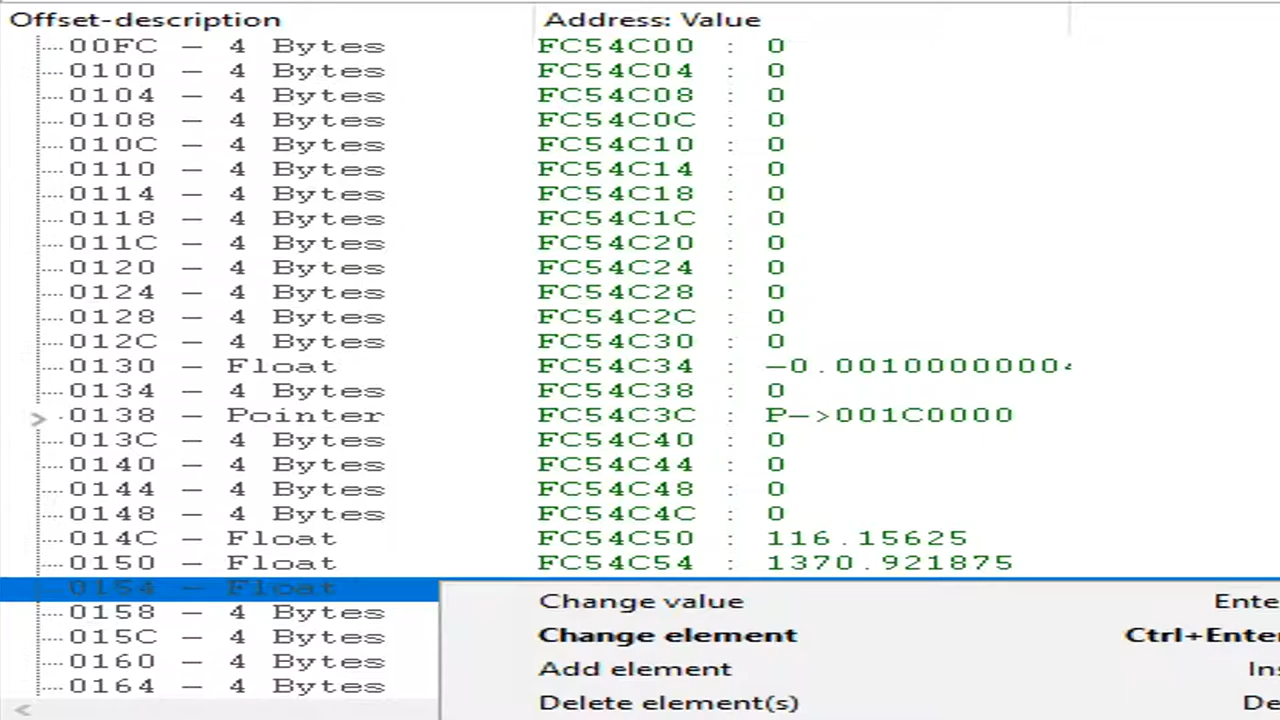 Offset-description Address: Value
00FC - 4 Bytes FC54C00 : 0
0100 - 4 Bytes FC54C04 : 0
0104 - 4 Bytes FC54C08 : 0
0108 - 4 Bytes FC54C0C : 0
010C - 4 Bytes FC54C10 : 0
0110 - 4 Bytes FC54C14 : 0
0114 - 4 Bytes FC54C18 : 0
0118 - 4 Bytes FC54C1C : 0
011C - 4 Bytes FC54C20 : 0
0120 - 4 Bytes FC54C24 : 0
0124 - 4 Bytes FC54C28 : 0
0128 - 4 Bytes FC54C2C : 0
012C - 4 Bytes FC54C30 : 0
0130 - Float FC54C34 : -0.0010000000
0134 - 4 Bytes FC54C38 : 0
0138 - Pointer FC54C3C : P->001C0000
013C - 4 Bytes FC54C40 : 0
0140 - 4 Bytes FC54C44 : 0
0144 - 4 Bytes FC54C48 : 0
0148 - 4 Bytes FC54C4C : 0
014C - Float FC54C50 : 116.15625
0150 - Float FC54C54 : 1370.921875
0154 - Float
Change value Ente
0158 - 4 Bytes
Change element Ctrl+Enter
015C - 4 Bytes
Add element Ins
0160 - 4 Bytes
0164 - 4 Bytes
Delete element(s) De